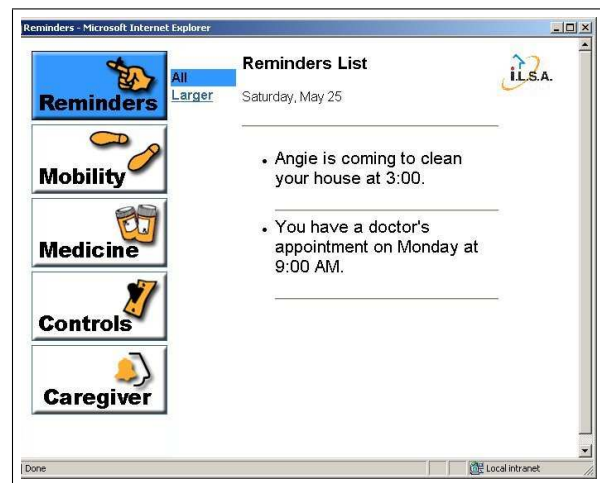 Reminders - Microsoft Internet Explorer
Reminders
All
Larger
Mobility
Medicine
Controls
Caregiver
Reminders List
i.L.S.A.
Saturday, May 25
• Angie is coming to clean
your house at 3:00.
• You have a doctor's
appointment on Monday at
9:00 AM.
Done
Local intranet